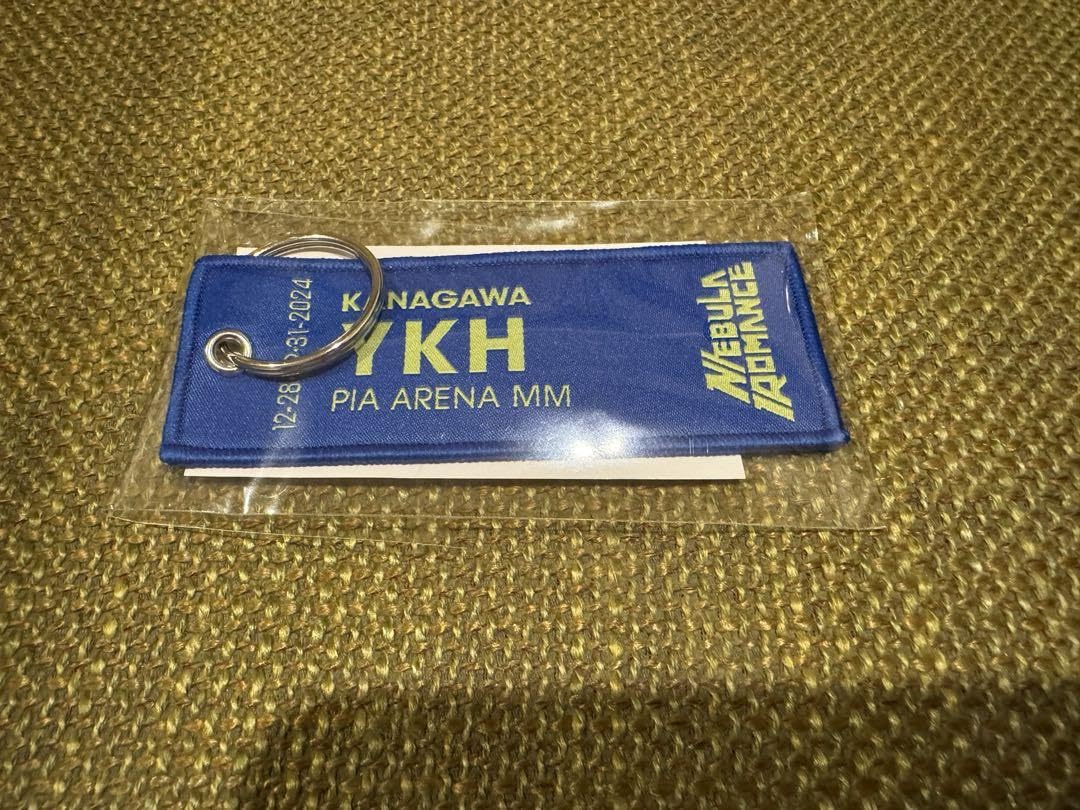 12-28
31-2024
KANAGAWA
YKH
PIA ARENA MM
NEBULA
ROMANCE